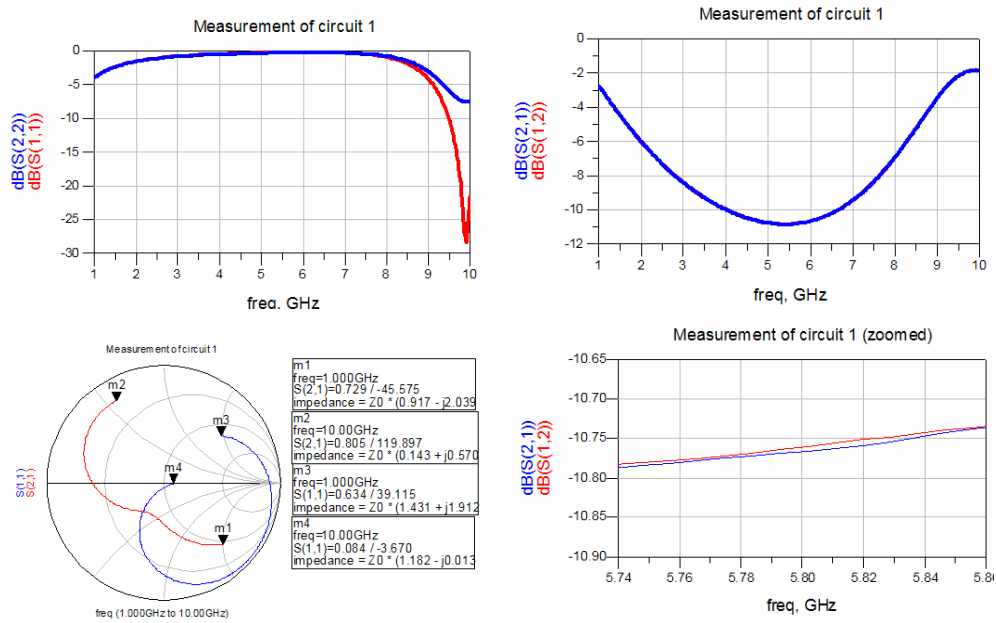 Measurement of circuit 1
dB(S(2,2))
dB(S(1,1))
0
-5
-10
-15
-20
-25
-30
1 2 3 4 5 6 7 8 9 10
freq. GHz
Measurement of circuit 1
dB(S(2,1))
dB(S(1,2))
0
-2
-4
-6
-8
-10
-12
1 2 3 4 5 6 7 8 9 10
freq, GHz
Measurement of circuit 1
S(1,1)
S(2,1)
m2
m3
m4
m1
freq (1.000GHz to 10.00GHz)
m1
freq=1.000GHz
S(2,1)=0.729 / -45.575
impedance = Z0 * (0.917 - j2.039
m2
freq=10.00GHz
S(2,1)=0.805 / 119.897
impedance = Z0 * (0.143 + j0.570
m3
freq=1.000GHz
S(1,1)=0.634 / 39.115
impedance = Z0 * (1.431 + j1.912
m4
freq=10.00GHz
S(1,1)=0.084 / -3.670
impedance = Z0 * (1.182 - j0.013
Measurement of circuit 1 (zoomed)
dB(S(2,1))
dB(S(1,2))
-10.65
-10.70
-10.75
-10.80
-10.85
-10.90
5.74 5.76 5.78 5.80 5.82 5.84 5.86
freq, GHz